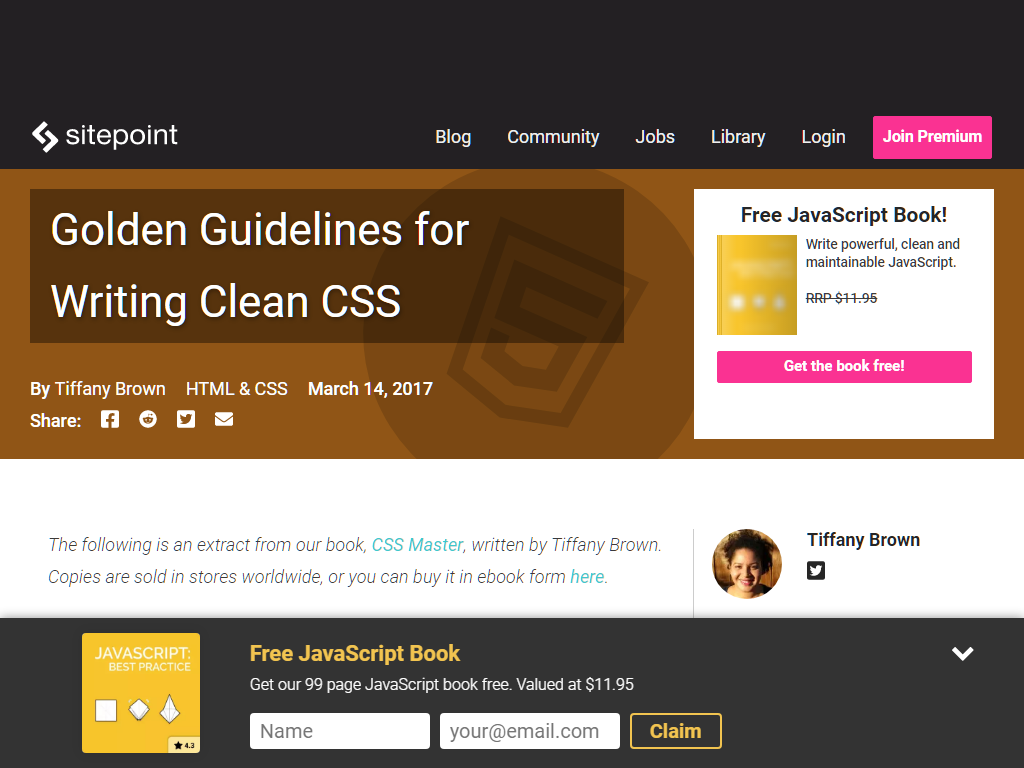 sitepoint
Blog
Community
Jobs
Library
Login
Join Premium
Golden Guidelines for
Writing Clean CSS
By Tiffany Brown
HTML & CSS
March 14, 2017
Share:
Free JavaScript Book!
Write powerful, clean and
maintainable JavaScript.
RRP $11.95
Get the book free!
The following is an extract from our book, CSS Master, written by Tiffany Brown.
Copies are sold in stores worldwide, or you can buy it in ebook form here.
Tiffany Brown
JAVASCRIPT:
BEST PRACTICE
4.3
Free JavaScript Book
Get our 99 page JavaScript book free. Valued at $11.95
Name
your@email.com
Claim